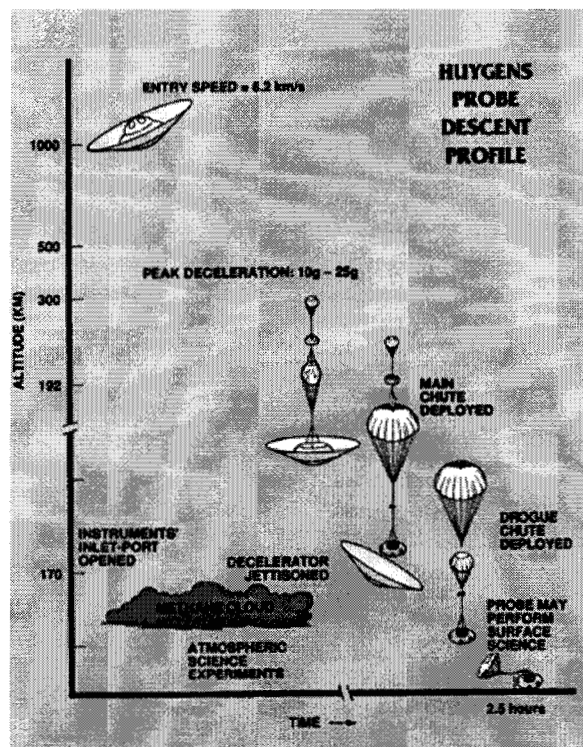 HUYGENS
PROBE
DESCENT
PROFILE
ENTRY SPEED = 6.2 km/s
1000
500
PEAK DECELERATION: 10g – 25g
300
ALTITUDE (KM)
192
MAIN
CHUTE
DEPLOYED
INSTRUMENTS'
INLET-PORT
OPENED
DROGUE
CHUTE
DEPLOYED
DECELERATOR
JETTISONED
170
METHANE CLOUD
PROBE MAY
PERFORM
SURFACE
SCIENCE
ATMOSPHERIC
SCIENCE
EXPERIMENTS
2.5 hours
TIME